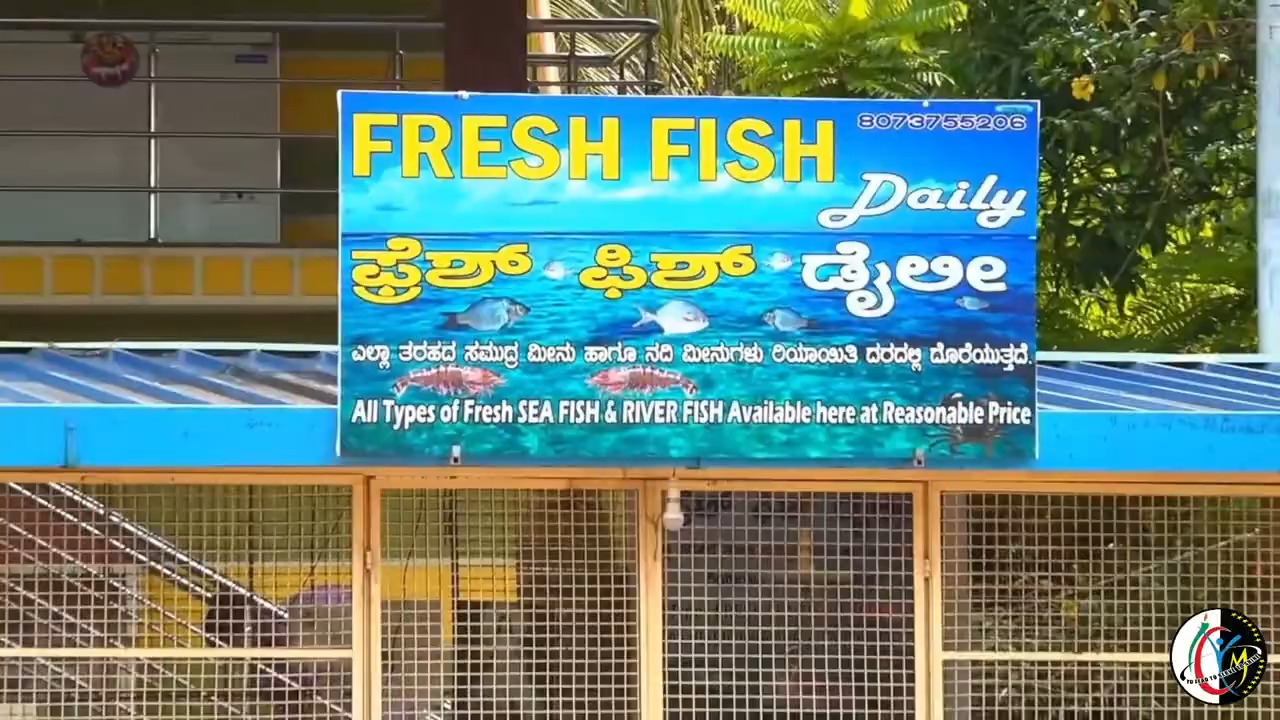 8073755206
FRESH FISH
Daily
ಫ್ರೆಶ್ ಫಿಶ್ ಡೈಲೀ
ಎಲ್ಲಾ ತರಹದ ಸಮುದ್ರ ಮೀನು ಹಾಗೂ ನದಿ ಮೀನುಗಳು ರಿಯಾಯಿತಿ ದರದಲ್ಲಿ ದೊರೆಯುತ್ತದೆ.
All Types of Fresh SEA FISH & RIVER FISH Available here at Reasonable Price